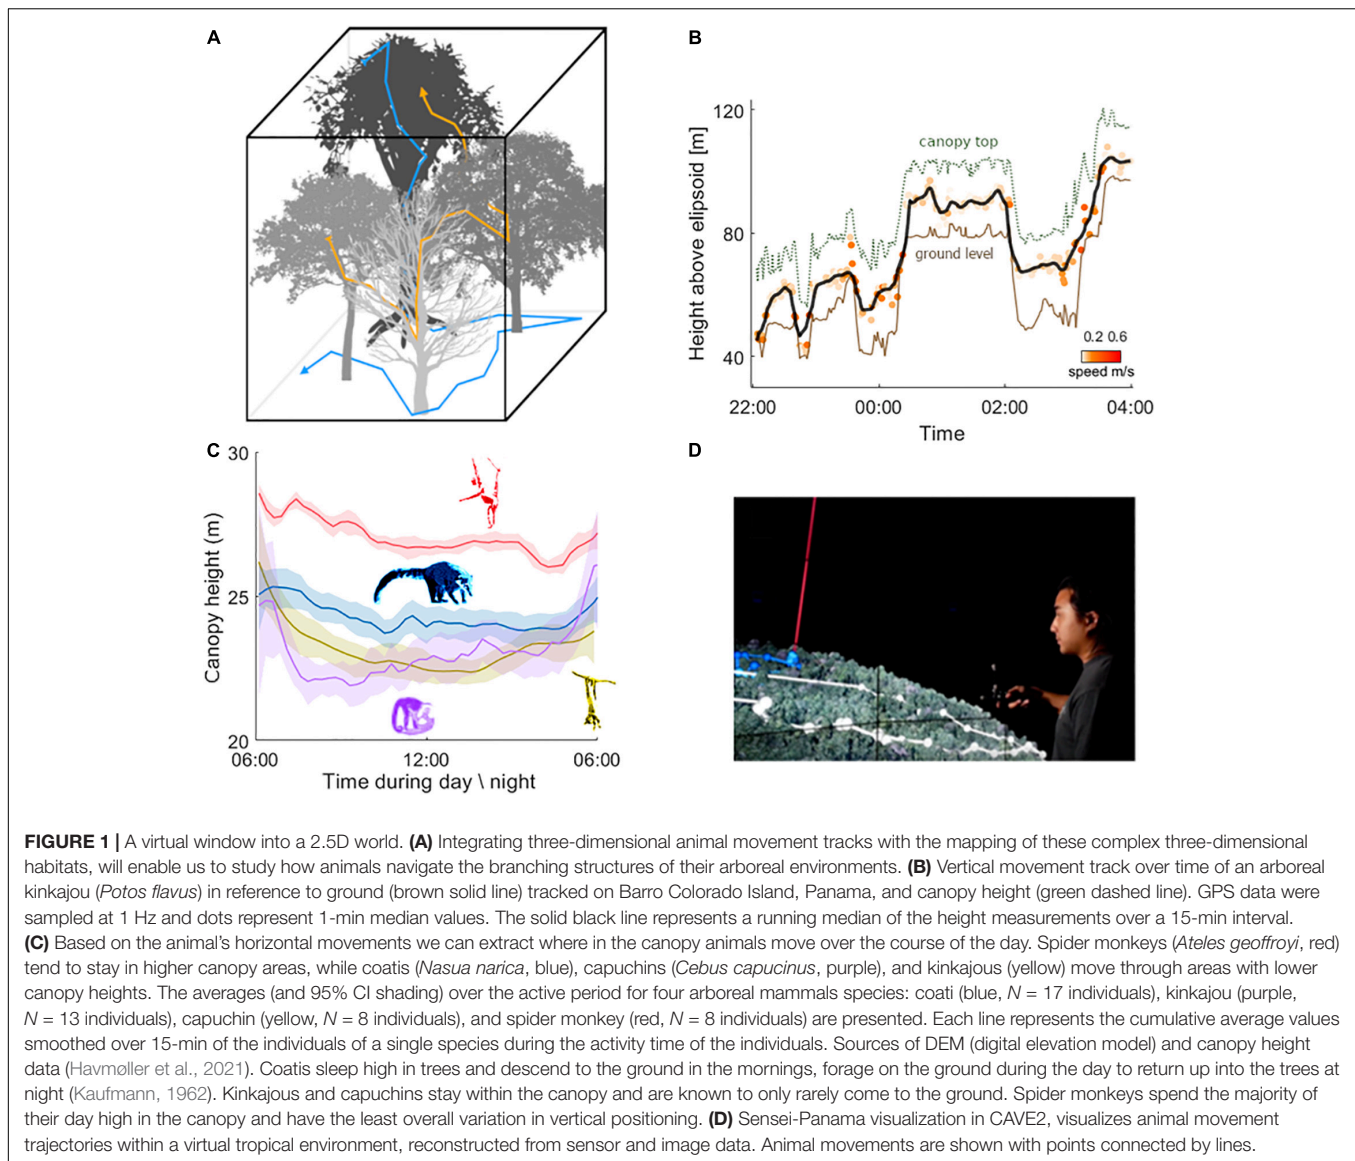 A
B
120
80
40
Height above elipsoid [m]
canopy top
ground level
0.2 0.6
speed m/s
22:00 00:00 02:00 04:00
Time
C
30
25
20
Canopy height (m)
06:00 12:00 06:00
Time during day \ night
D
FIGURE 1 | A virtual window into a 2.5D world. (A) Integrating three-dimensional animal movement tracks with the mapping of these complex three-dimensional
habitats, will enable us to study how animals navigate the branching structures of their arboreal environments. (B) Vertical movement track over time of an arboreal
kinkajou (Potos flavus) in reference to ground (brown solid line) tracked on Barro Colorado Island, Panama, and canopy height (green dashed line). GPS data were
sampled at 1 Hz and dots represent 1-min median values. The solid black line represents a running median of the height measurements over a 15-min interval.
(C) Based on the animal's horizontal movements we can extract where in the canopy animals move over the course of the day. Spider monkeys (Ateles geoffroyi, red)
tend to stay in higher canopy areas, while coatis (Nasua narica, blue), capuchins (Cebus capucinus, purple), and kinkajous (yellow) move through areas with lower
canopy heights. The averages (and 95% CI shading) over the active period for four arboreal mammals species: coati (blue, N = 17 individuals), kinkajou (purple,
N = 13 individuals), capuchin (yellow, N = 8 individuals), and spider monkey (red, N = 8 individuals) are presented. Each line represents the cumulative average values
smoothed over 15-min of the individuals of a single species during the activity time of the individuals. Sources of DEM (digital elevation model) and canopy height
data (Havmøller et al., 2021). Coatis sleep high in trees and descend to the ground in the mornings, forage on the ground during the day to return up into the trees at
night (Kaufmann, 1962). Kinkajous and capuchins stay within the canopy and are known to only rarely come to the ground. Spider monkeys spend the majority of
their day high in the canopy and have the least overall variation in vertical positioning. (D) Sensei-Panama visualization in CAVE2, visualizes animal movement
trajectories within a virtual tropical environment, reconstructed from sensor and image data. Animal movements are shown with points connected by lines.